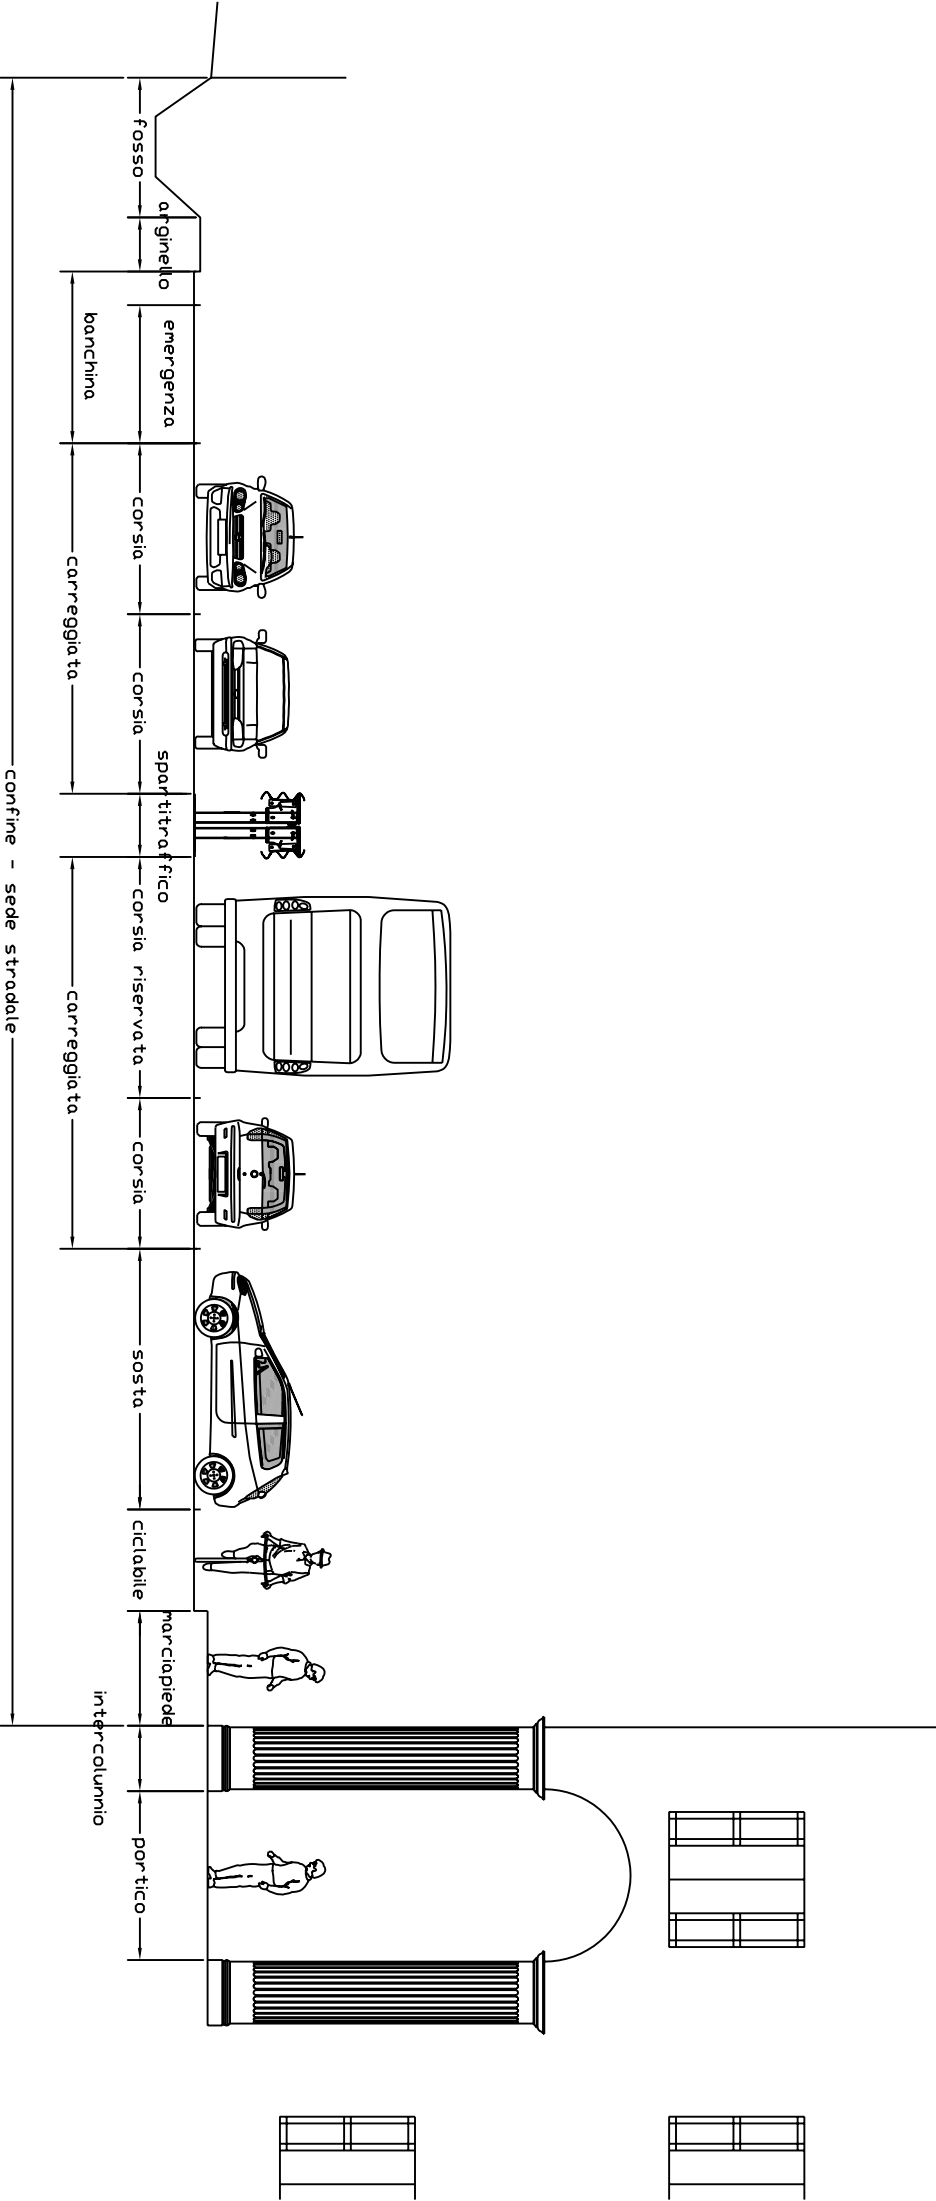 fosso
arginello
emergenza
banchina
corsia
carreggiata
corsia
spartitraffico
corsia riservata
carreggiata
corsia
sosta
ciclabile
marciapiede
intercolunnio
portico
confine - sede stradale